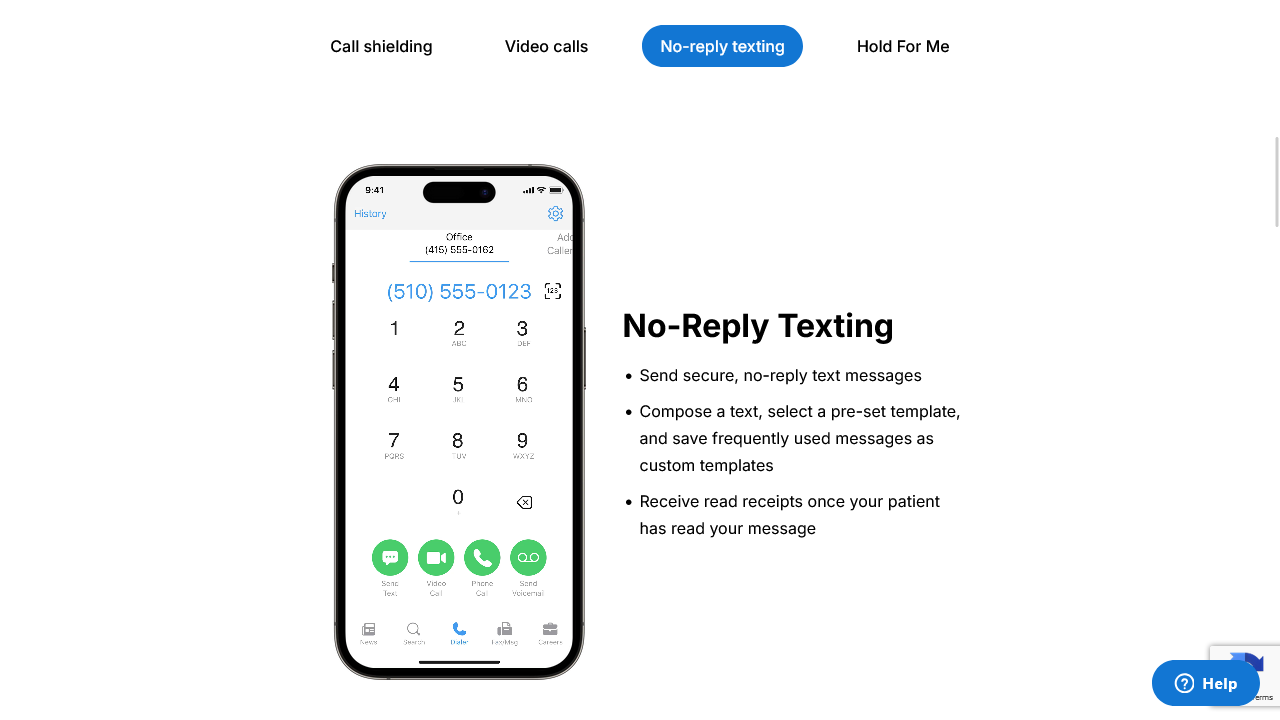 Call shielding
Video calls
No-reply texting
Hold For Me
9:41
History
Office
(415) 555-0162
Add
Caller
(510) 555-0123
123
1
2
3
ABC
DEF
4
5
6
GHI
JKL
MNO
7
8
9
PQRS
TUV
WXYZ
0
+
Send
Text
Video
Call
Phone
Call
Send
Voicemail
News
Search
Dialer
Fax/Msg
Careers
No-Reply Texting
• Send secure, no-reply text messages
• Compose a text, select a pre-set template,
and save frequently used messages as
custom templates
• Receive read receipts once your patient
has read your message
Help